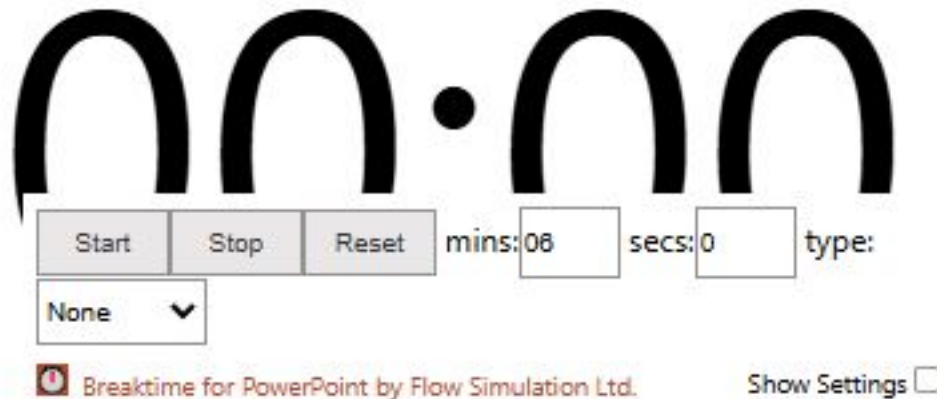 00:00
Start Stop Reset mins: 06 secs: 0 type:
None
Breaktime for PowerPoint by Flow Simulation Ltd. Show Settings